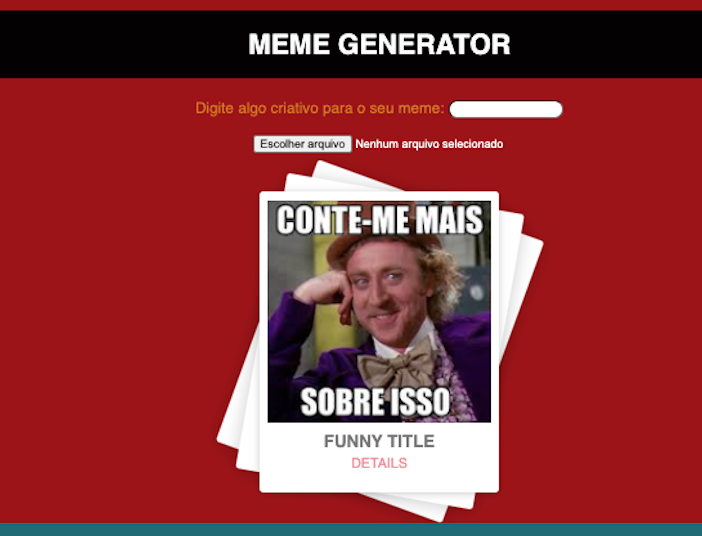 MEME GENERATOR
Digite algo criativo para o seu meme:
Escolher arquivo Nenhum arquivo selecionado
CONTE-ME MAIS
SOBRE ISSO
FUNNY TITLE
DETAILS